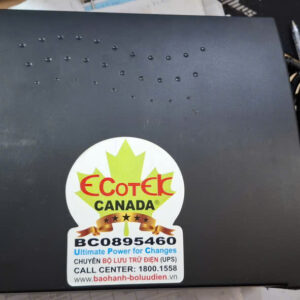 ECOTEK
CANADA®
BC0895460
Ultimate Power for Changes
CHUYÊN BỘ LƯU TRỮ ĐIỆN (UPS)
CALL CENTER: 1800.1558
www.baohanh-boluudien.vn